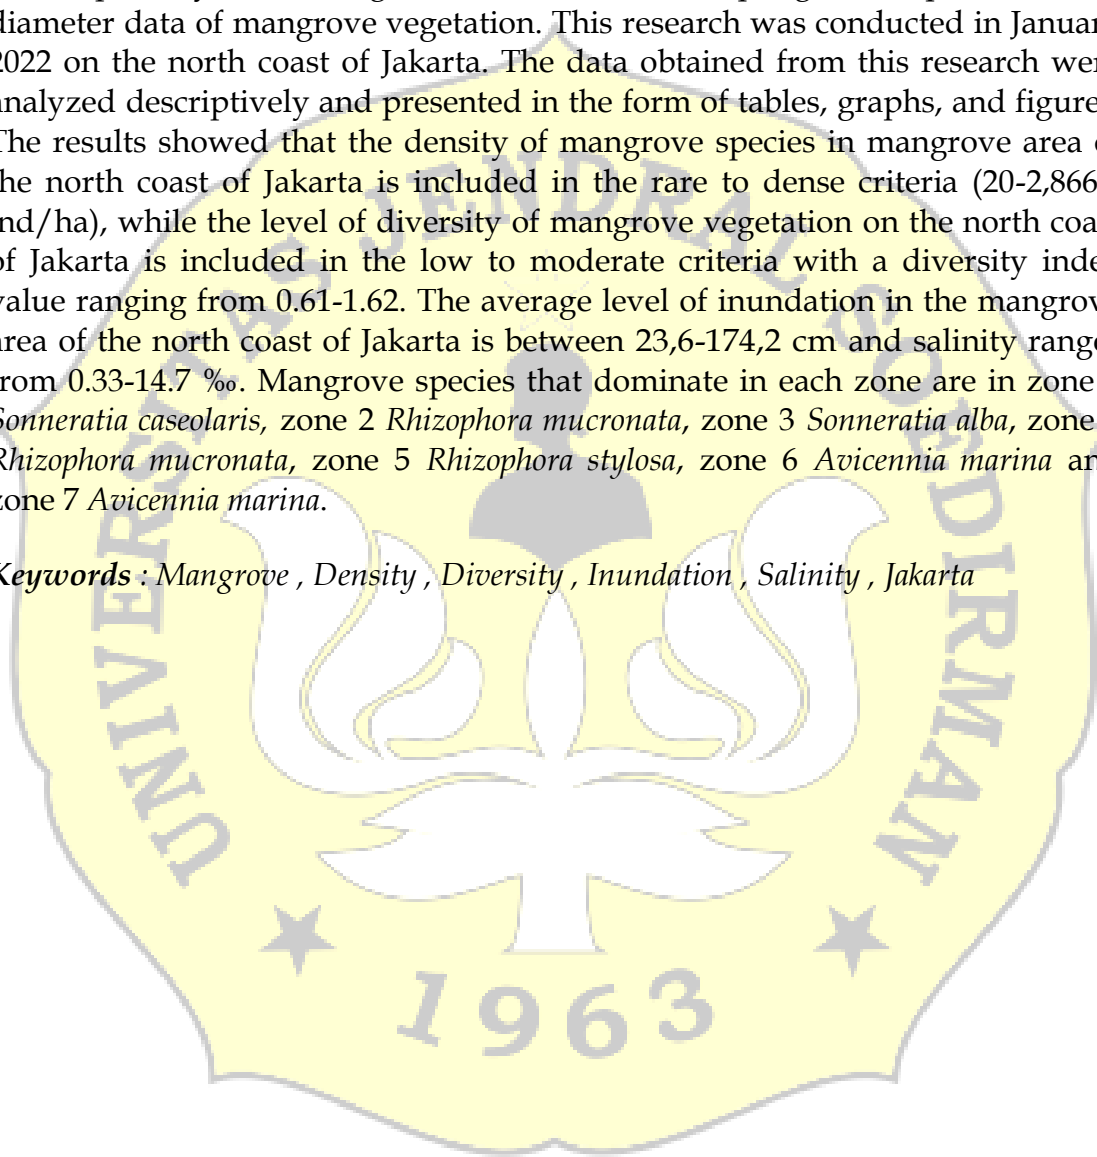 diameter data of mangrove vegetation. This research was conducted in Januar
2022 on the north coast of Jakarta. The data obtained from this research wer
analyzed descriptively and presented in the form of tables, graphs, and figure
The results showed that the density of mangrove species in mangrove area o
the north coast of Jakarta is included in the rare to dense criteria (20-2,866
ind/ha), while the level of diversity of mangrove vegetation on the north coas
of Jakarta is included in the low to moderate criteria with a diversity inde
value ranging from 0.61-1.62. The average level of inundation in the mangrov
area of the north coast of Jakarta is between 23,6-174,2 cm and salinity range
from 0.33-14.7 ‰. Mangrove species that dominate in each zone are in zone
Sonneratia caseolaris, zone 2 Rhizophora mucronata, zone 3 Sonneratia alba, zone
Rhizophora mucronata, zone 5 Rhizophora stylosa, zone 6 Avicennia marina an
zone 7 Avicennia marina.
Keywords : Mangrove , Density , Diversity , Inundation , Salinity , Jakarta
UNIVERSITAS JENDRAL SOEDIRMAN
1963